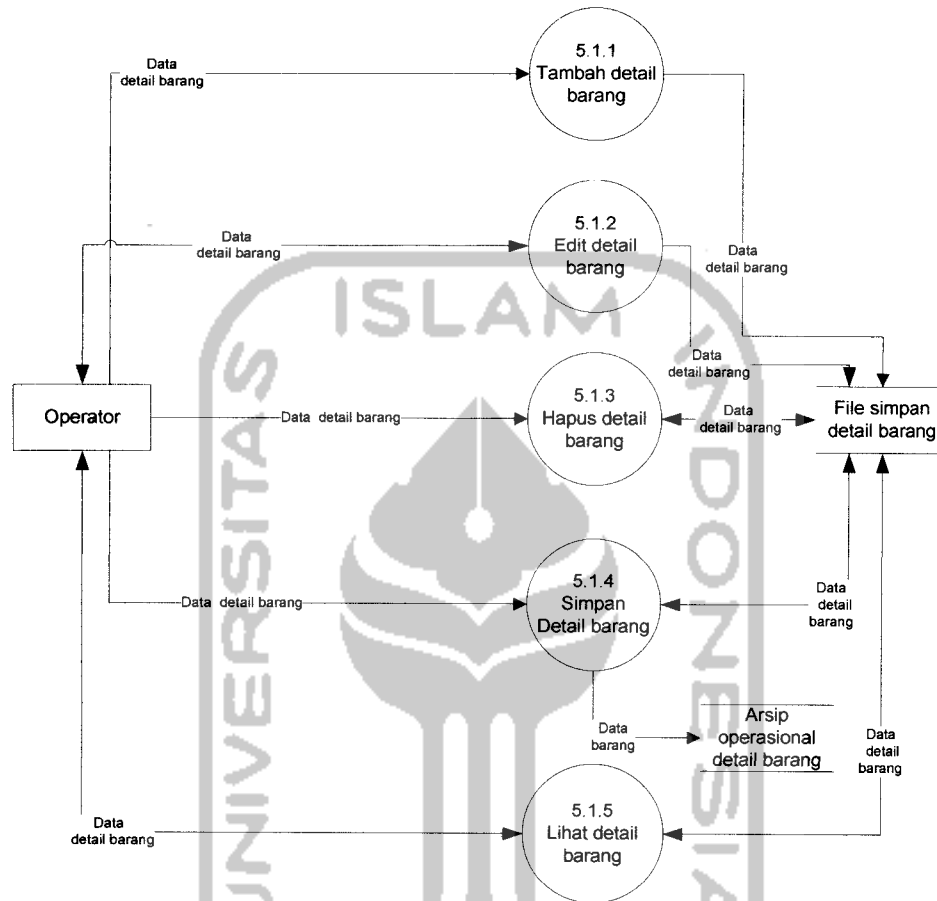 5.1.1
Tambah detail
barang
Data
detail barang
5.1.2
Edit detail
barang
Data
detail barang
Data
detail barang
Data
detail barang
Operator
5.1.3
Hapus detail
barang
Data detail barang
Data
detail barang
File simpan
detail barang
5.1.4
Simpan
Detail barang
Data detail barang
Data
detail
barang
Data
barang
Arsip
operasional
detail barang
Data
detail
barang
5.1.5
Lihat detail
barang
Data
detail barang
UNIVERSITAS
ISLAM
INDONESIA